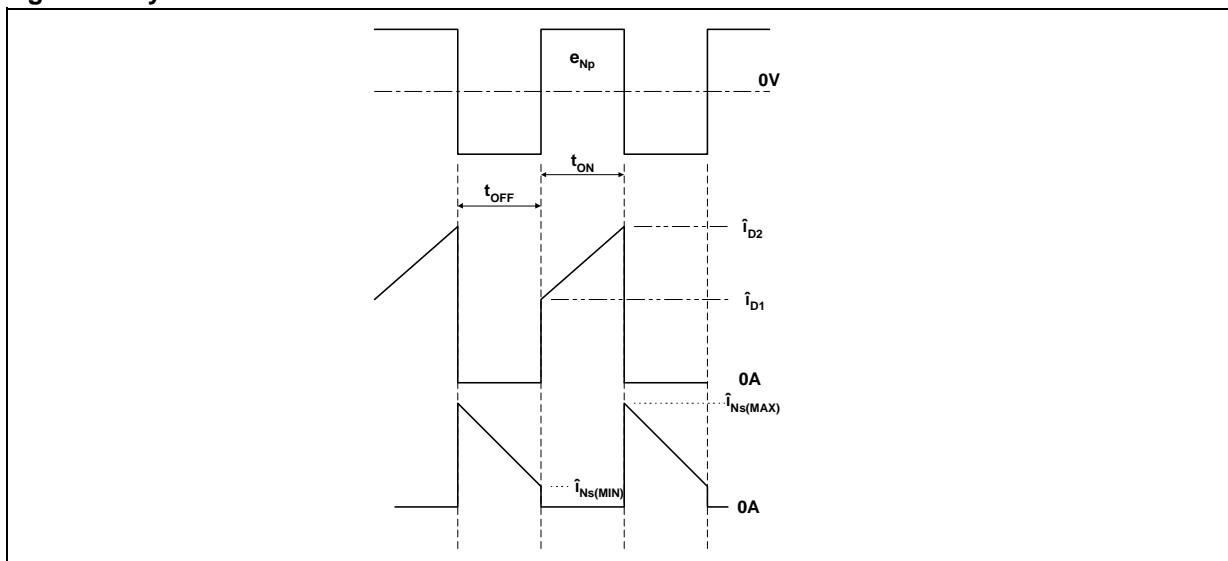 e_Np
0V
t_ON
t_OFF
î_D2
î_D1
0A
î_Ns(MAX)
î_Ns(MIN)
0A